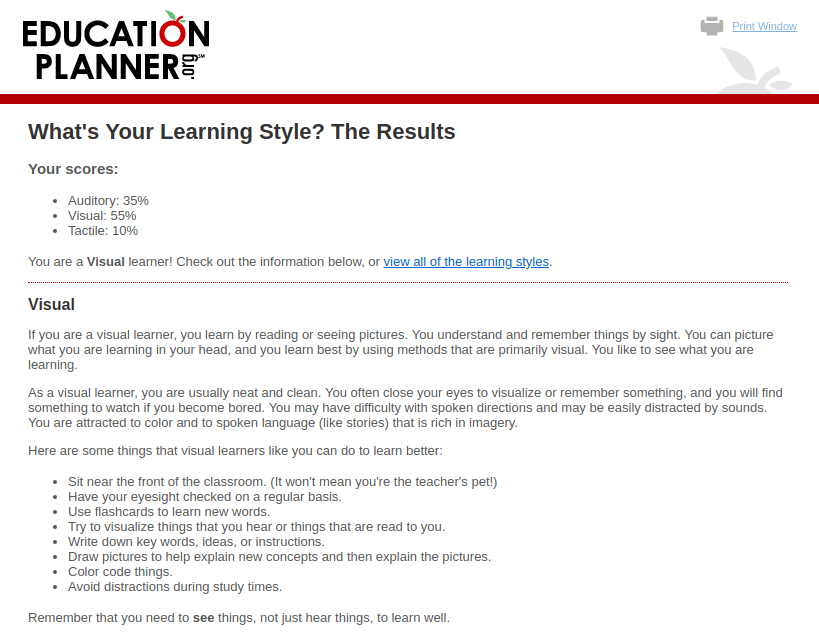 EDUCATION
PLANNER.org℠
Print Window
What's Your Learning Style? The Results
Your scores:
• Auditory: 35%
• Visual: 55%
• Tactile: 10%
You are a Visual learner! Check out the information below, or view all of the learning styles.
Visual
If you are a visual learner, you learn by reading or seeing pictures. You understand and remember things by sight. You can picture
what you are learning in your head, and you learn best by using methods that are primarily visual. You like to see what you are
learning.
As a visual learner, you are usually neat and clean. You often close your eyes to visualize or remember something, and you will find
something to watch if you become bored. You may have difficulty with spoken directions and may be easily distracted by sounds.
You are attracted to color and to spoken language (like stories) that is rich in imagery.
Here are some things that visual learners like you can do to learn better:
• Sit near the front of the classroom. (It won't mean you're the teacher's pet!)
• Have your eyesight checked on a regular basis.
• Use flashcards to learn new words.
• Try to visualize things that you hear or things that are read to you.
• Write down key words, ideas, or instructions.
• Draw pictures to help explain new concepts and then explain the pictures.
• Color code things.
• Avoid distractions during study times.
Remember that you need to see things, not just hear things, to learn well.